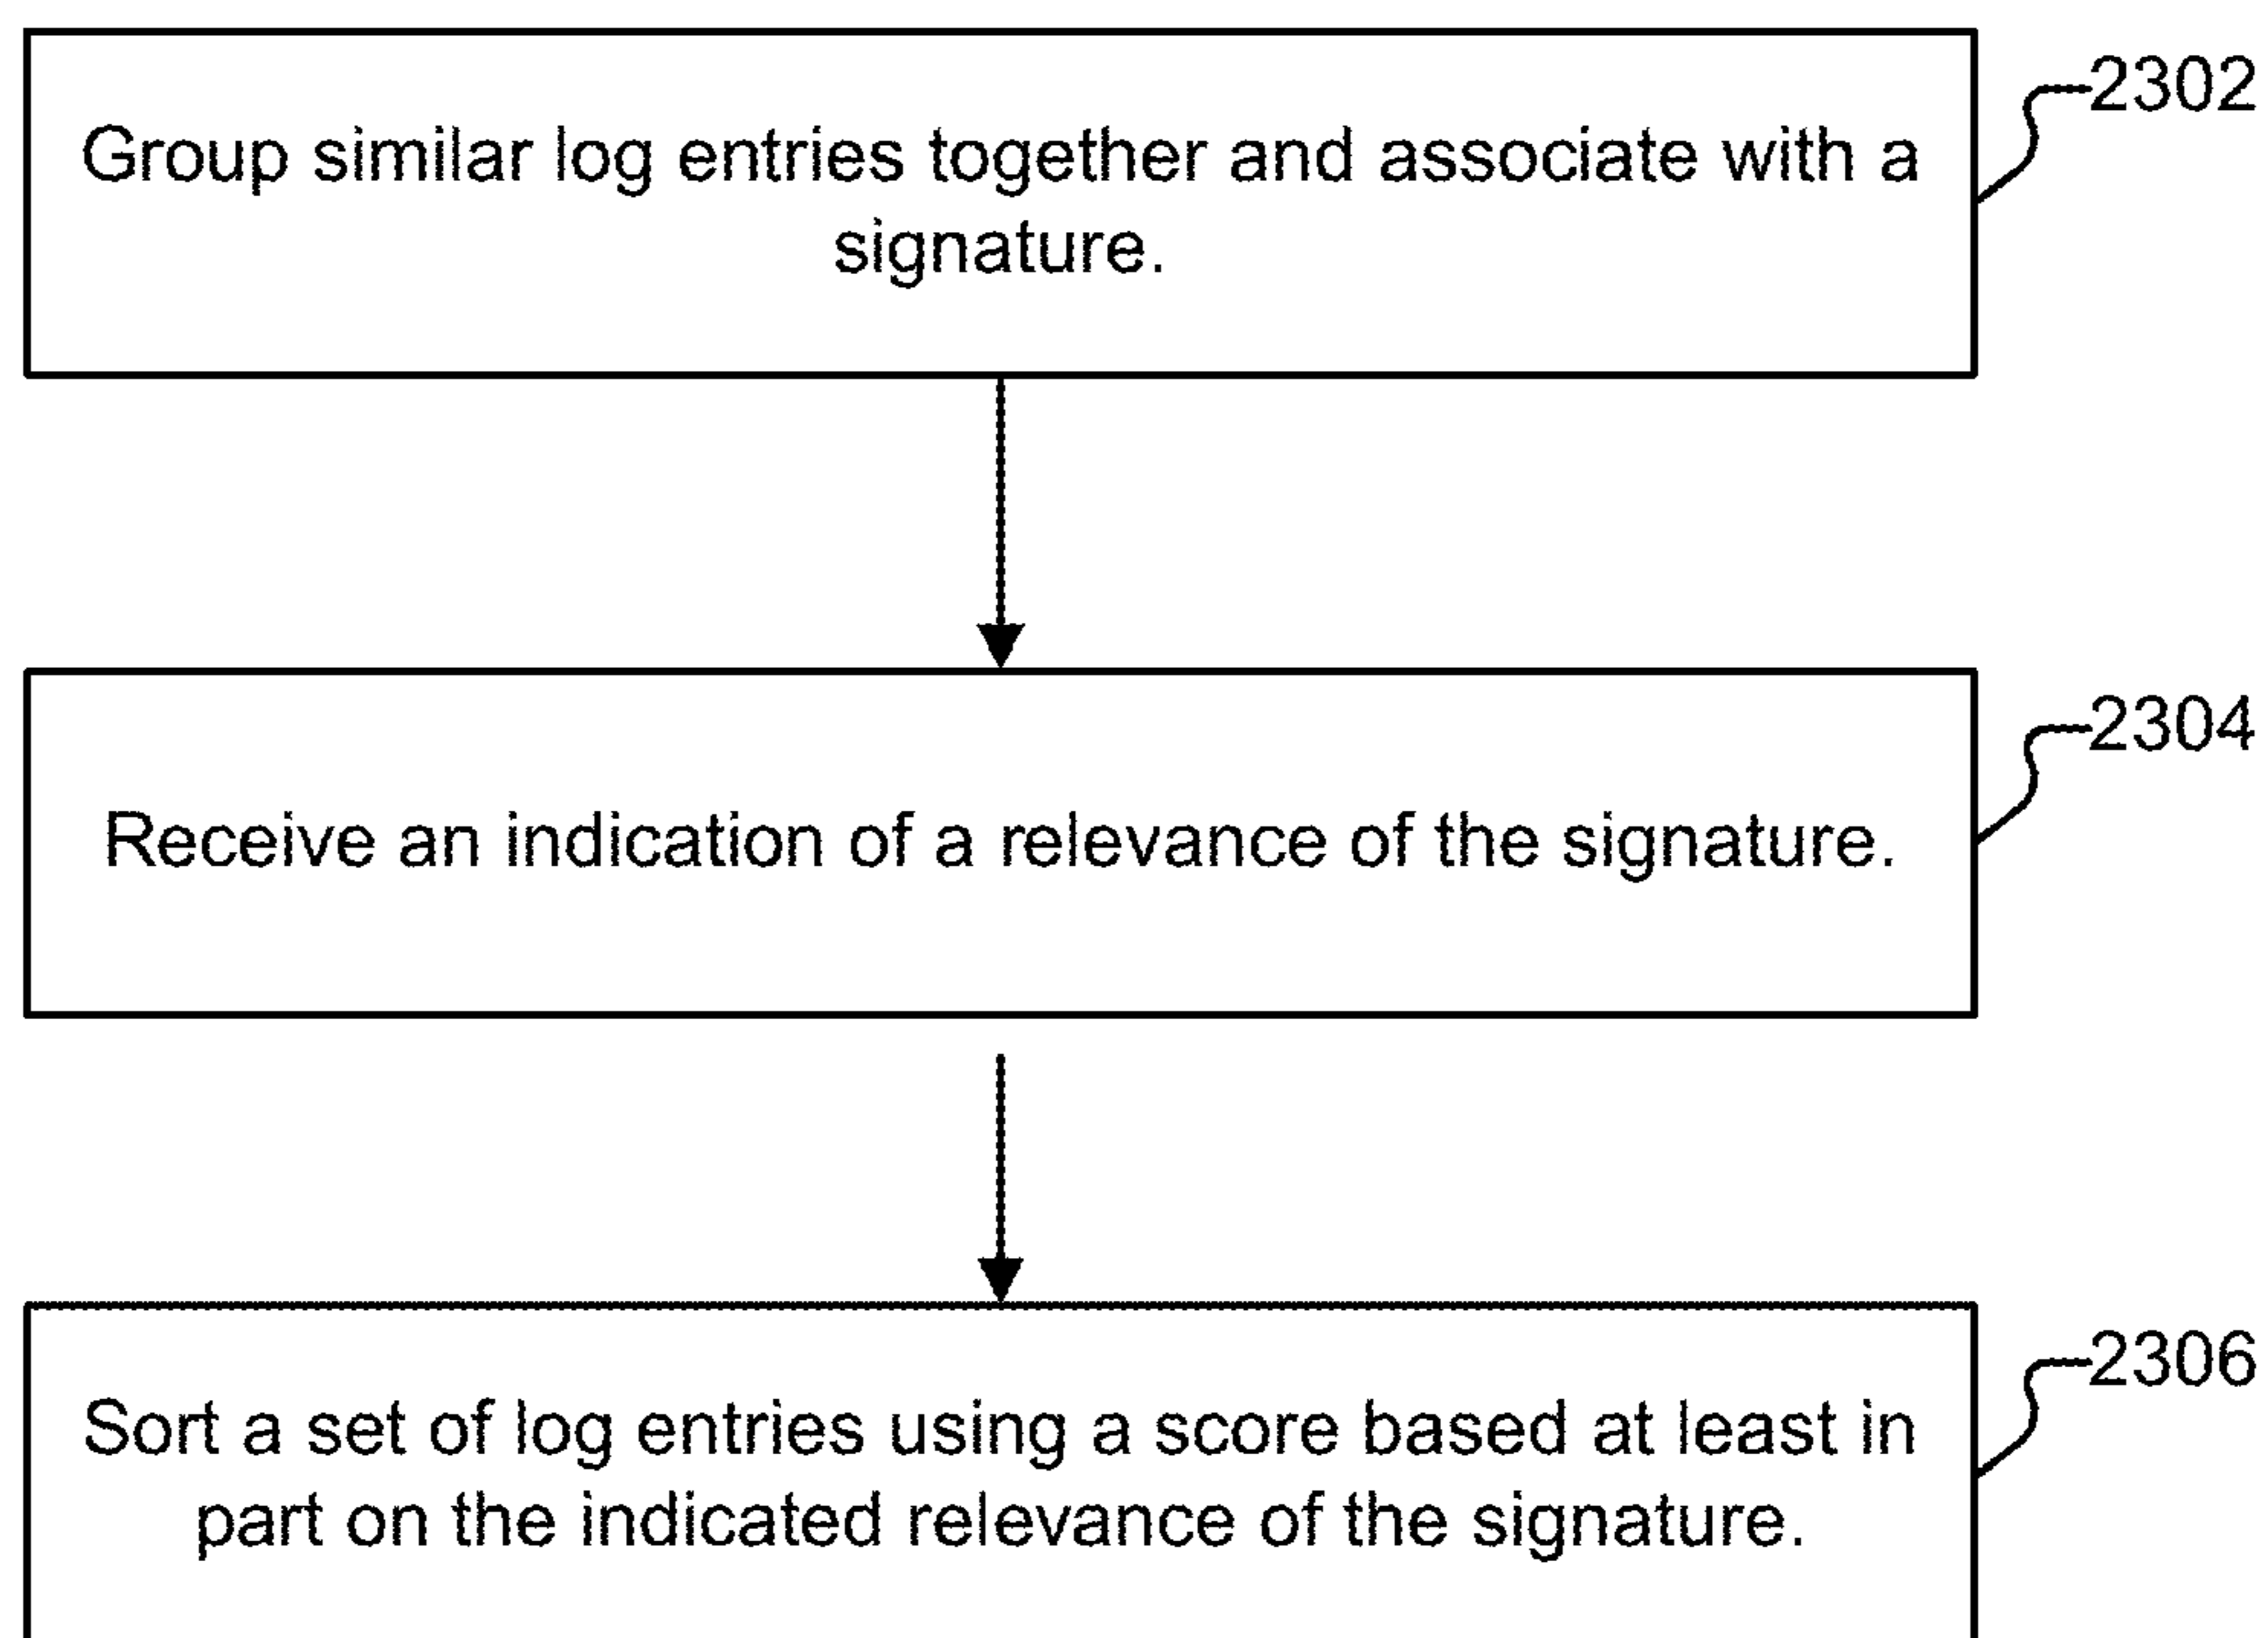 Group similar log entries together and associate with a
signature.
2302
Receive an indication of a relevance of the signature.
2304
Sort a set of log entries using a score based at least in
part on the indicated relevance of the signature.
2306